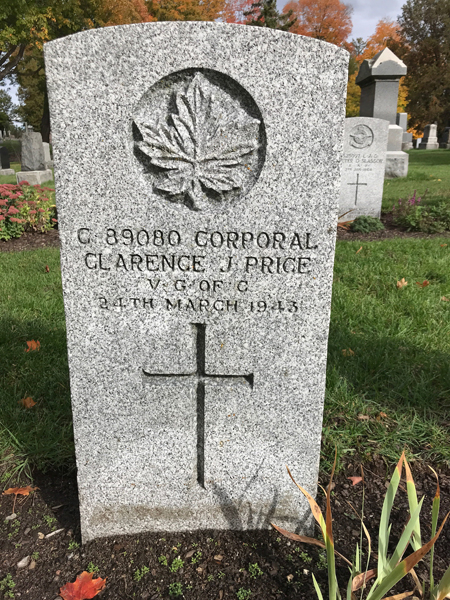 C 89080 CORPORAL
CLARENCE J PRICE
V G OF C
24TH MARCH 1943